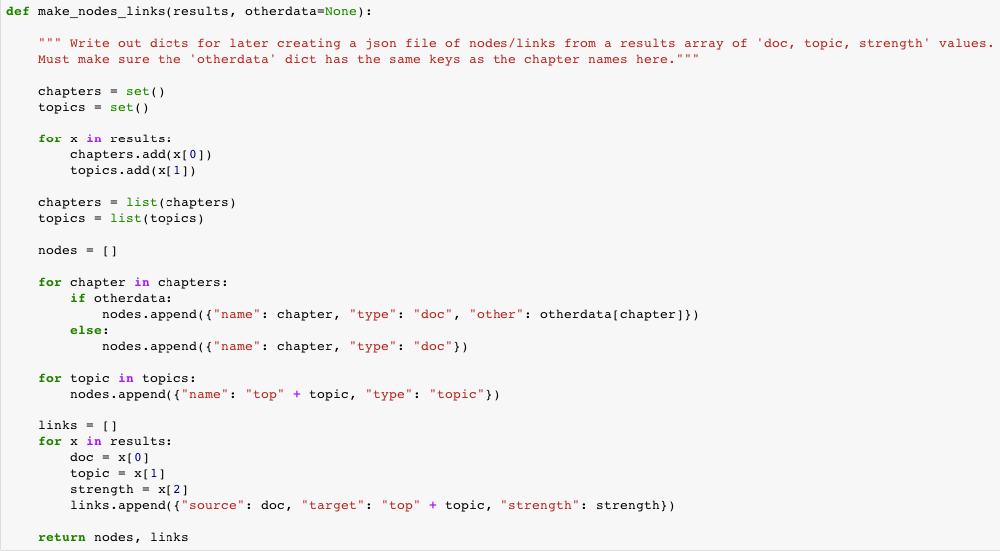 def make_nodes_links(results, otherdata=None):
""" Write out dicts for later creating a json file of nodes/links from a results array of 'doc, topic, strength' values.
Must make sure the 'otherdata' dict has the same keys as the chapter names here."""
chapters = set()
topics = set()
for x in results:
chapters.add(x[0])
topics.add(x[1])
chapters = list(chapters)
topics = list(topics)
nodes = []
for chapter in chapters:
if otherdata:
nodes.append({"name": chapter, "type": "doc", "other": otherdata[chapter]})
else:
nodes.append({"name": chapter, "type": "doc"})
for topic in topics:
nodes.append({"name": "top" + topic, "type": "topic"})
links = []
for x in results:
doc = x[0]
topic = x[1]
strength = x[2]
links.append({"source": doc, "target": "top" + topic, "strength": strength})
return nodes, links